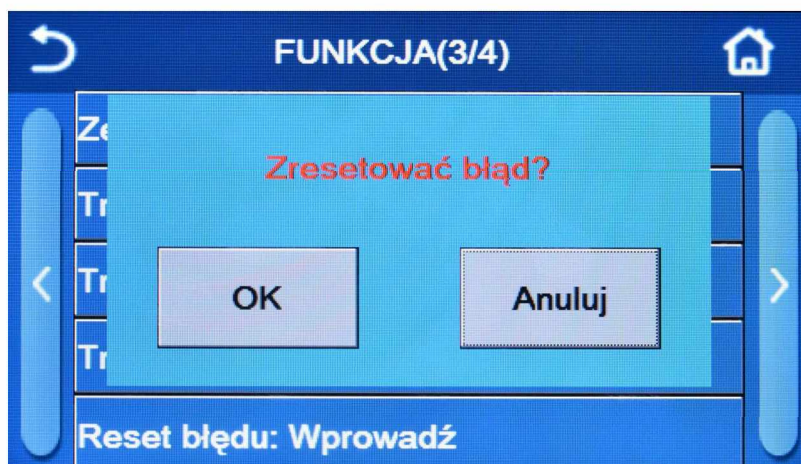 FUNKCJA(3/4)
Zresetować błąd?
OK
Anuluj
Reset błędu: Wprowadź